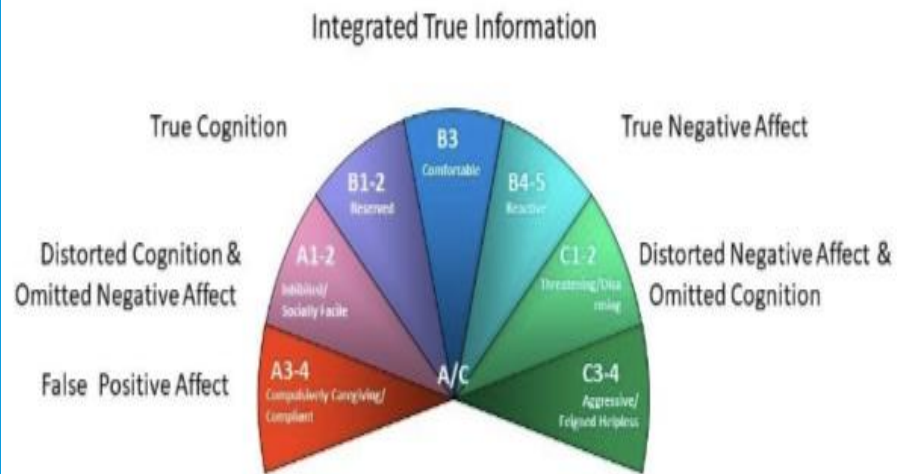 Integrated True Information
True Cognition
True Negative Affect
B3
Comfortable
B1-2
Reserved
B4-5
Reactive
Distorted Cognition &
Omitted Negative Affect
A1-2
Inhibited/
Socially Facile
C1-2
Threatening/Disa
rming
Distorted Negative Affect &
Omitted Cognition
False Positive Affect
A3-4
Compulsively Caregiving/
Compliant
A/C
C3-4
Aggressive/
Feigned Helpless